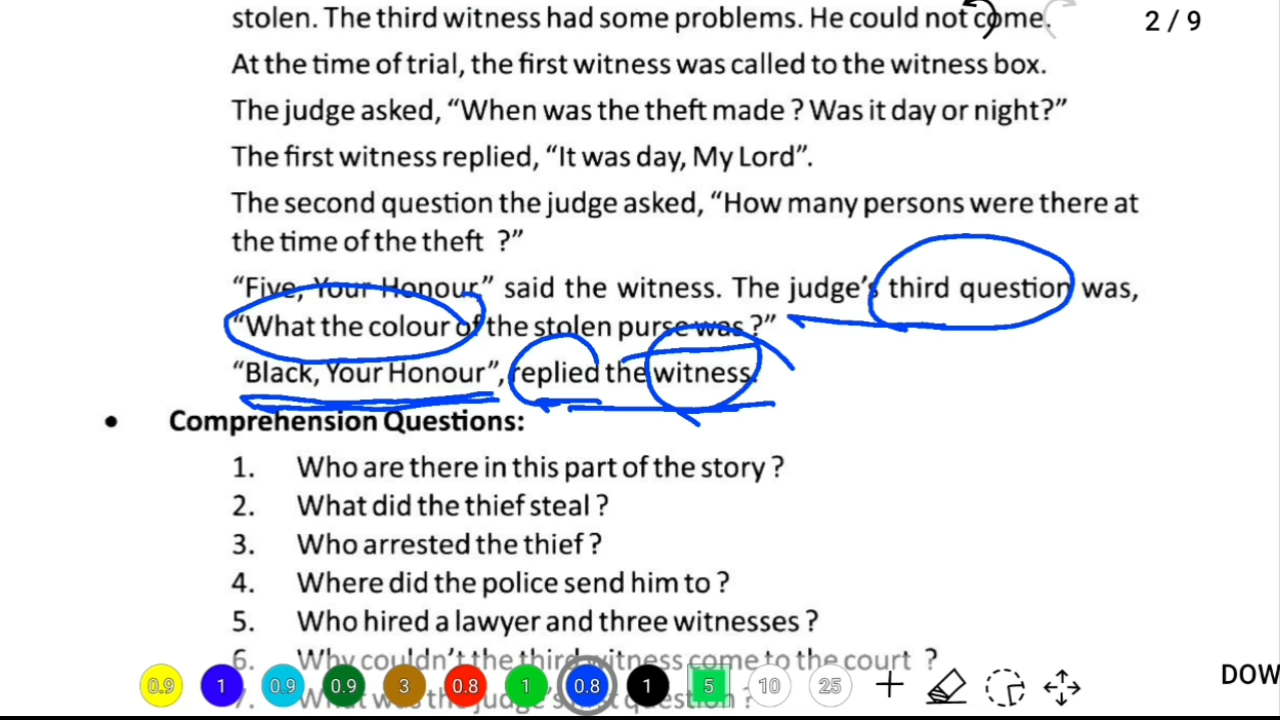 stolen. The third witness had some problems. He could not come.
2 / 9
At the time of trial, the first witness was called to the witness box.
The judge asked, “When was the theft made ? Was it day or night?”
The first witness replied, “It was day, My Lord”.
The second question the judge asked, “How many persons were there at
the time of the theft ?”
“Five, Your Honour,” said the witness. The judge’s third question was,
“What the colour of the stolen purse was ?”
“Black, Your Honour”, replied the witness.
• Comprehension Questions:
1. Who are there in this part of the story ?
2. What did the thief steal ?
3. Who arrested the thief ?
4. Where did the police send him to ?
5. Who hired a lawyer and three witnesses ?
6. Why couldn’t the third witness come to the court ?
7. What was the judge’s question ?
0.9 1 0.9 0.9 3 0.8 1 0.8 1 5 10 25
DOW